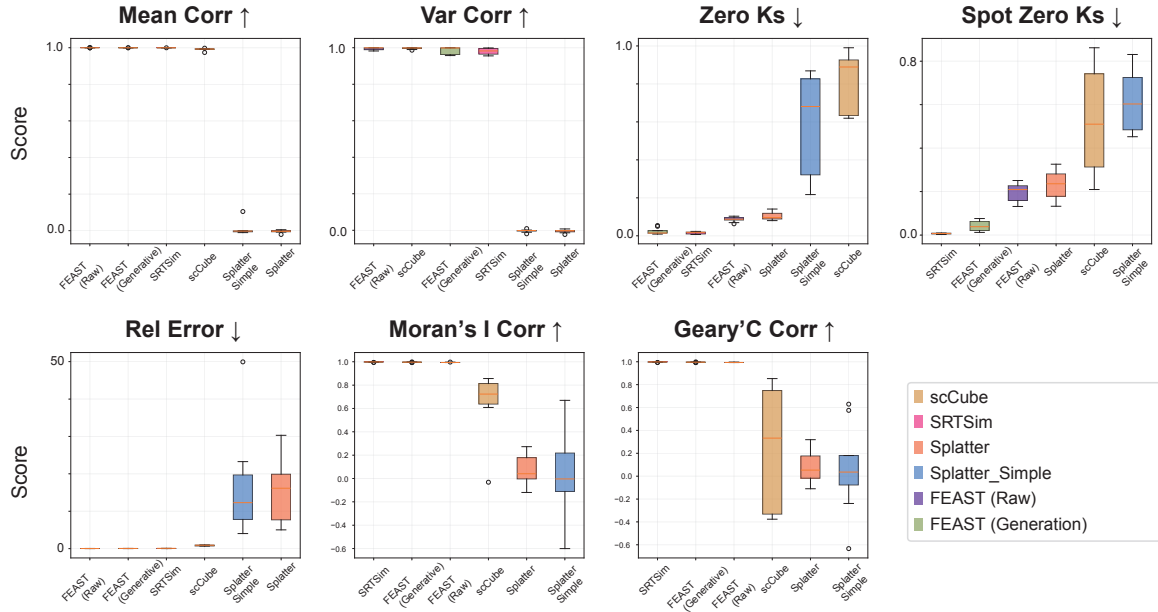 Mean Corr ↑
Var Corr ↑
Zero Ks ↓
Spot Zero Ks ↓
Score
1.0
0.0
FEAST
(Raw)
FEAST
(Generative)
SRTSim
scCube
Splatter
Simple
Splatter
1.0
0.0
FEAST
(Raw)
scCube
FEAST
(Generative)
SRTSim
Splatter
Simple
Splatter
1.0
0.0
FEAST
(Generative)
SRTSim
FEAST
(Raw)
Splatter
Splatter
Simple
scCube
0.8
0.0
SRTSim
FEAST
(Generative)
FEAST
(Raw)
Splatter
scCube
Splatter
Simple
Rel Error ↓
Moran's I Corr ↑
Geary'C Corr ↑
Score
50
0
FEAST
(Raw)
FEAST
(Generative)
SRTSim
scCube
Splatter
Simple
Splatter
1.0
0.8
0.6
0.4
0.2
0.0
0.2
0.4
−0.6
SRTSim
FEAST
(Generative)
FEAST
(Raw)
scCube
Splatter
Splatter
Simple
1.0
0.8
0.6
0.4
0.2
0.0
−0.2
−0.4
−0.6
SRTSim
FEAST
(Generative)
FEAST
(Raw)
scCube
Splatter
Splatter
Simple
scCube
SRTSim
Splatter
Splatter_Simple
FEAST (Raw)
FEAST (Generation)